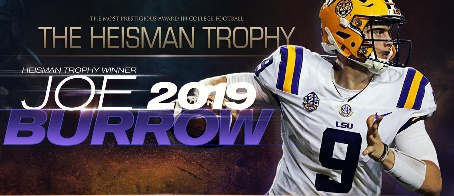 THE MOST PRESTIGIOUS AWARD IN COLLEGE FOOTBALL
THE HEISMAN TROPHY
HEISMAN TROPHY WINNER
JOE 2019
BURROW
9
LSU
9